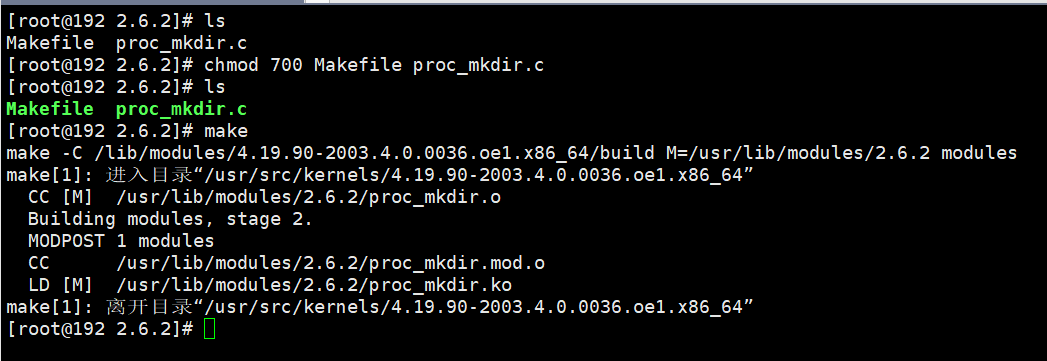 [root@192 2.6.2]# ls
Makefile  proc_mkdir.c
[root@192 2.6.2]# chmod 700 Makefile proc_mkdir.c
[root@192 2.6.2]# ls
Makefile  proc_mkdir.c
[root@192 2.6.2]# make
make -C /lib/modules/4.19.90-2003.4.0.0036.oe1.x86_64/build M=/usr/lib/modules/2.6.2 modules
make[1]: 进入目录“/usr/src/kernels/4.19.90-2003.4.0.0036.oe1.x86_64”
  CC [M]  /usr/lib/modules/2.6.2/proc_mkdir.o
  Building modules, stage 2.
  MODPOST 1 modules
  CC      /usr/lib/modules/2.6.2/proc_mkdir.mod.o
  LD [M]  /usr/lib/modules/2.6.2/proc_mkdir.ko
make[1]: 离开目录“/usr/src/kernels/4.19.90-2003.4.0.0036.oe1.x86_64”
[root@192 2.6.2]#